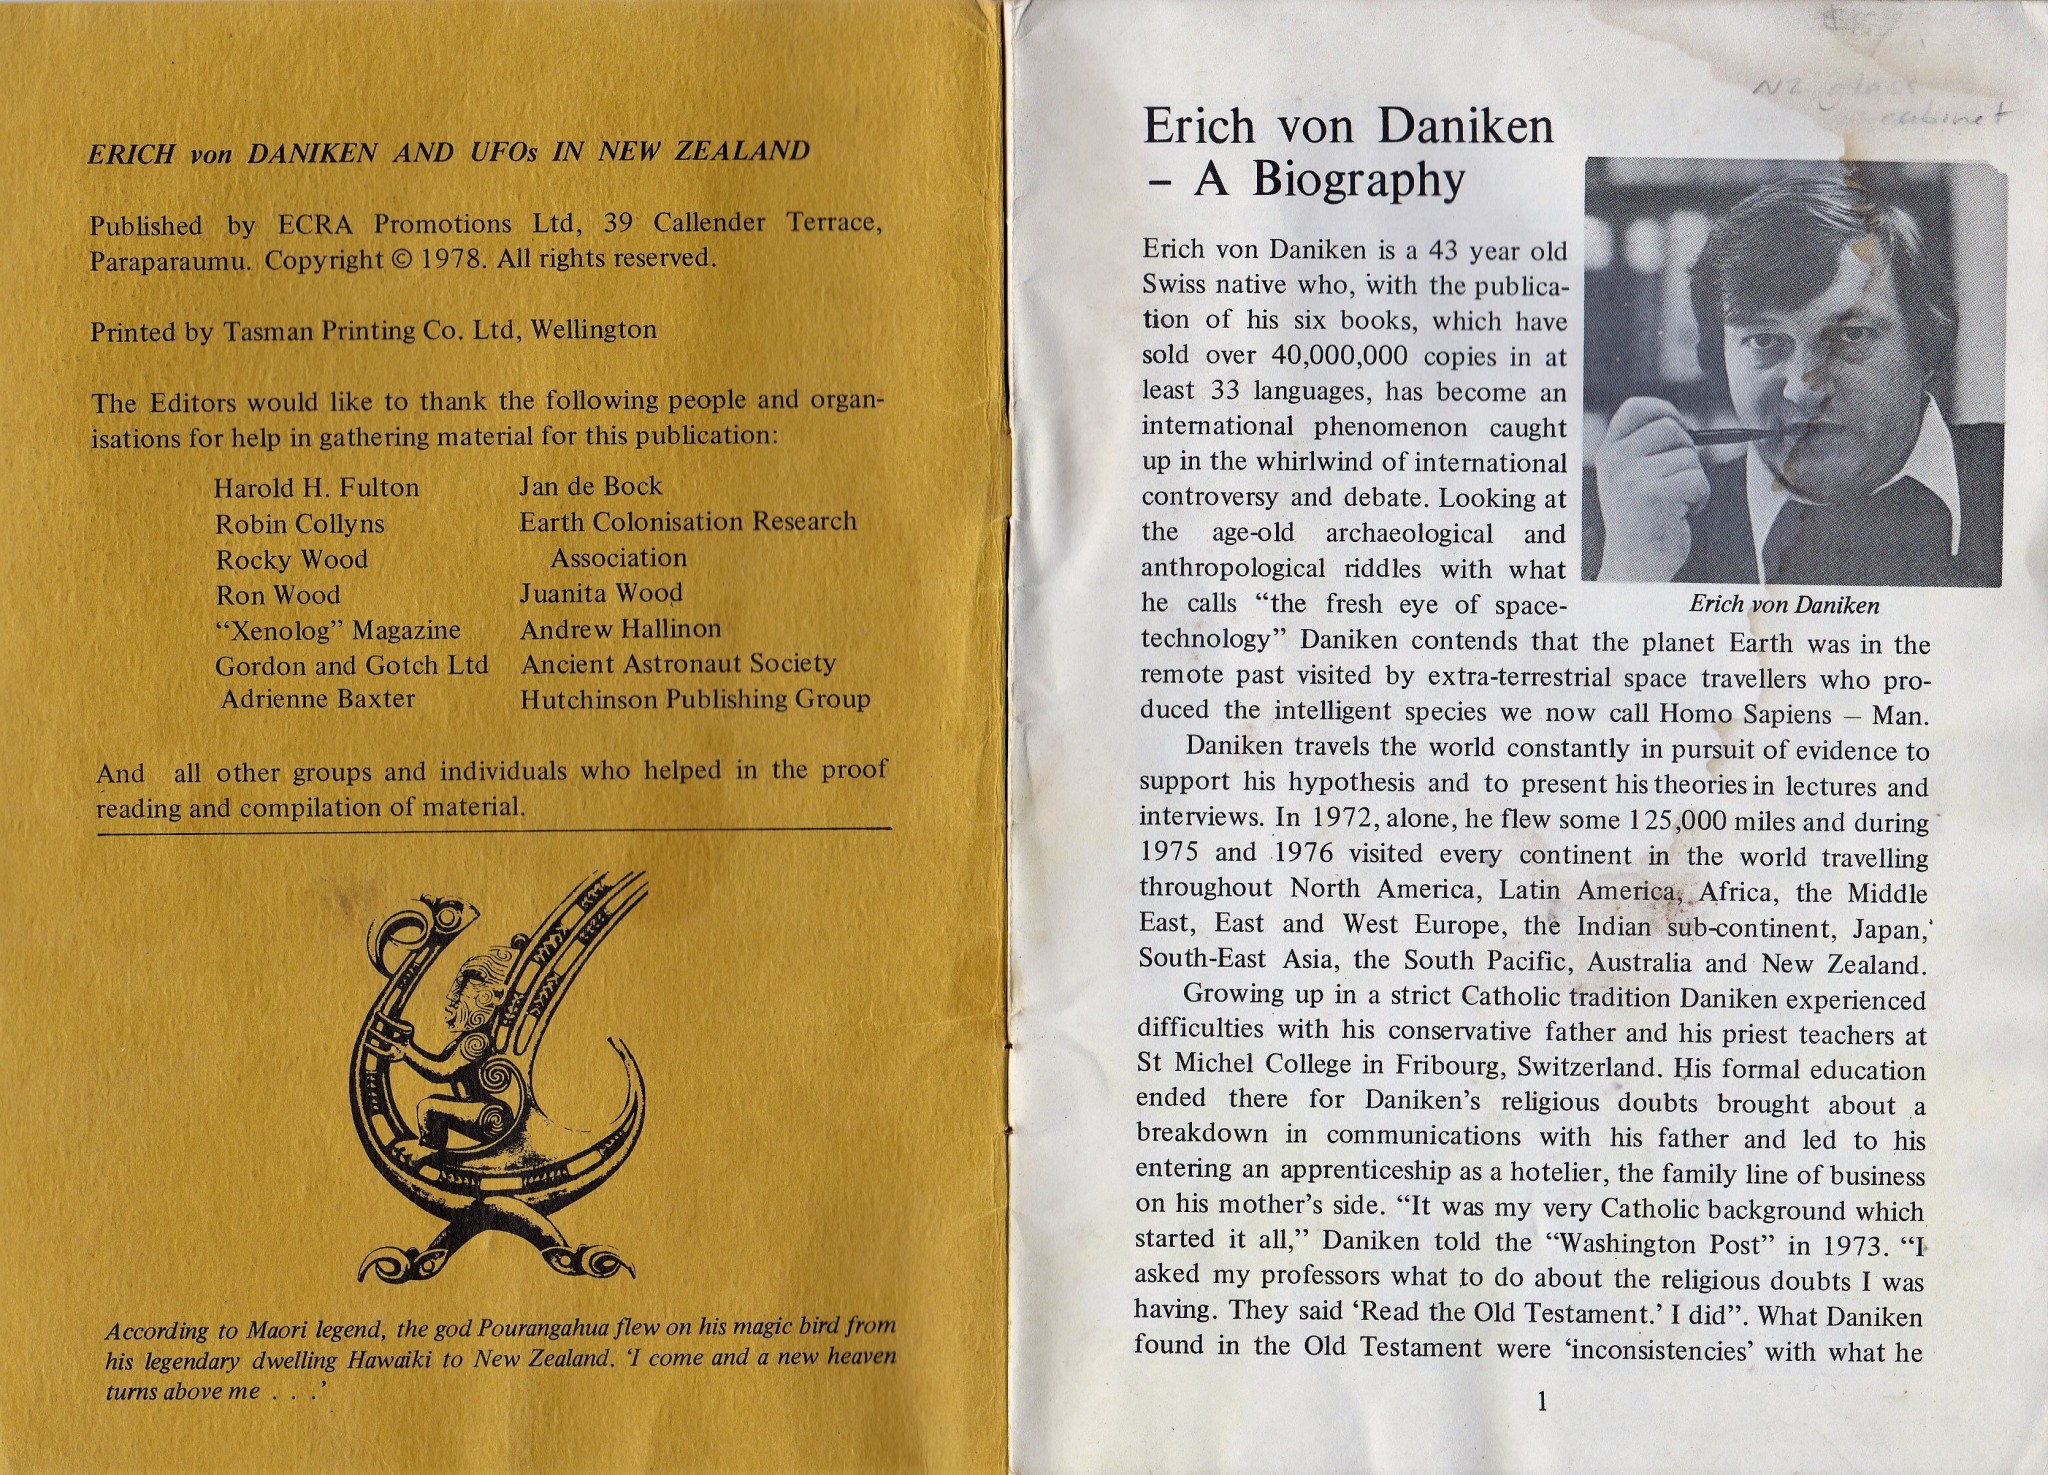 ERICH von DANIKEN AND UFOs IN NEW ZEALAND
Published by ECRA Promotions Ltd, 39 Callender Terrace,
Paraparaumu. Copyright © 1978. All rights reserved.
Printed by Tasman Printing Co. Ltd, Wellington
The Editors would like to thank the following people and organ-
isations for help in gathering material for this publication:
Harold H. Fulton
Robin Collyns
Rocky Wood
Ron Wood
“Xenolog” Magazine
Gordon and Gotch Ltd
Adrienne Baxter
Jan de Bock
Earth Colonisation Research
Association
Juanita Wood
Andrew Hallinon
Ancient Astronaut Society
Hutchinson Publishing Group
And all other groups and individuals who helped in the proof
reading and compilation of material.
According to Maori legend, the god Pourangahua flew on his magic bird from
his legendary dwelling Hawaiki to New Zealand. ‘I come and a new heaven
turns above me . . .’
NZ glass
cabinet
Erich von Daniken
– A Biography
Erich von Daniken is a 43 year old
Swiss native who, with the publica-
tion of his six books, which have
sold over 40,000,000 copies in at
least 33 languages, has become an
international phenomenon caught
up in the whirlwind of international
controversy and debate. Looking at
the age-old archaeological and
anthropological riddles with what
he calls “the fresh eye of space-
Erich von Daniken
technology” Daniken contends that the planet Earth was in the
remote past visited by extra-terrestrial space travellers who pro-
duced the intelligent species we now call Homo Sapiens – Man.
Daniken travels the world constantly in pursuit of evidence to
support his hypothesis and to present his theories in lectures and
interviews. In 1972, alone, he flew some 125,000 miles and during
1975 and 1976 visited every continent in the world travelling
throughout North America, Latin America, Africa, the Middle
East, East and West Europe, the Indian sub-continent, Japan,
South-East Asia, the South Pacific, Australia and New Zealand.
Growing up in a strict Catholic tradition Daniken experienced
difficulties with his conservative father and his priest teachers at
St Michel College in Fribourg, Switzerland. His formal education
ended there for Daniken’s religious doubts brought about a
breakdown in communications with his father and led to his
entering an apprenticeship as a hotelier, the family line of business
on his mother’s side. “It was my very Catholic background which
started it all,” Daniken told the “Washington Post” in 1973. “I
asked my professors what to do about the religious doubts I was
having. They said ‘Read the Old Testament.’ I did”. What Daniken
found in the Old Testament were ‘inconsistencies’ with what he
1